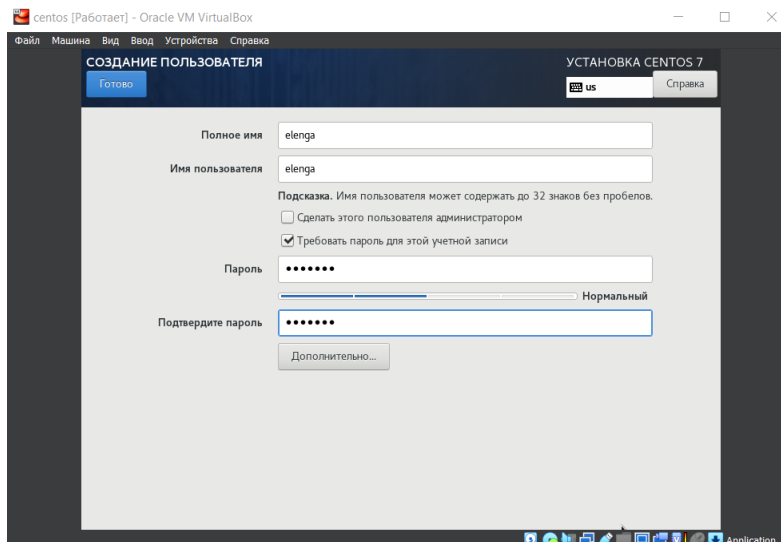 centos [Работает] - Oracle VM VirtualBox
Файл Машина Вид Ввод Устройства Справка
СОЗДАНИЕ ПОЛЬЗОВАТЕЛЯ
УСТАНОВКА CENTOS 7
Готово
us
Справка
Полное имя
elenga
Имя пользователя
elenga
Подсказка. Имя пользователя может содержать до 32 знаков без пробелов.
Сделать этого пользователя администратором
Требовать пароль для этой учетной записи
Пароль
•••••••
Нормальный
Подтвердите пароль
•••••••
Дополнительно...
Application